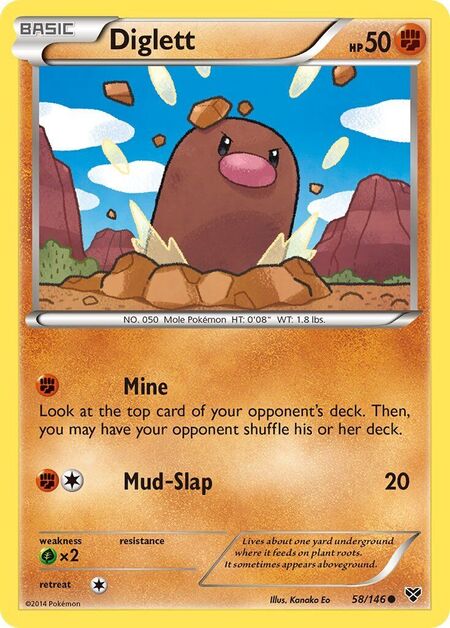 BASIC
Diglett
HP 50
NO. 050 Mole Pokémon HT: 0'08" WT: 1.8 lbs.
Mine
Look at the top card of your opponent's deck. Then,
you may have your opponent shuffle his or her deck.
Mud-Slap 20
weakness resistance
×2
retreat
Lives about one yard underground
where it feeds on plant roots.
It sometimes appears aboveground.
©2014 Pokémon
Illus. Kanako Eo
58/146
XY